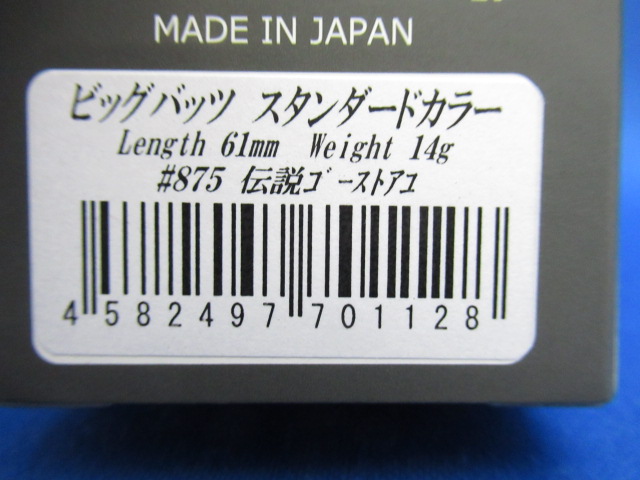 MADE IN JAPAN
ビッグバッツ スタンダードカラー
Length 61mm Weight 14g
#875 伝説ゴーストアユ
4 582497 701128